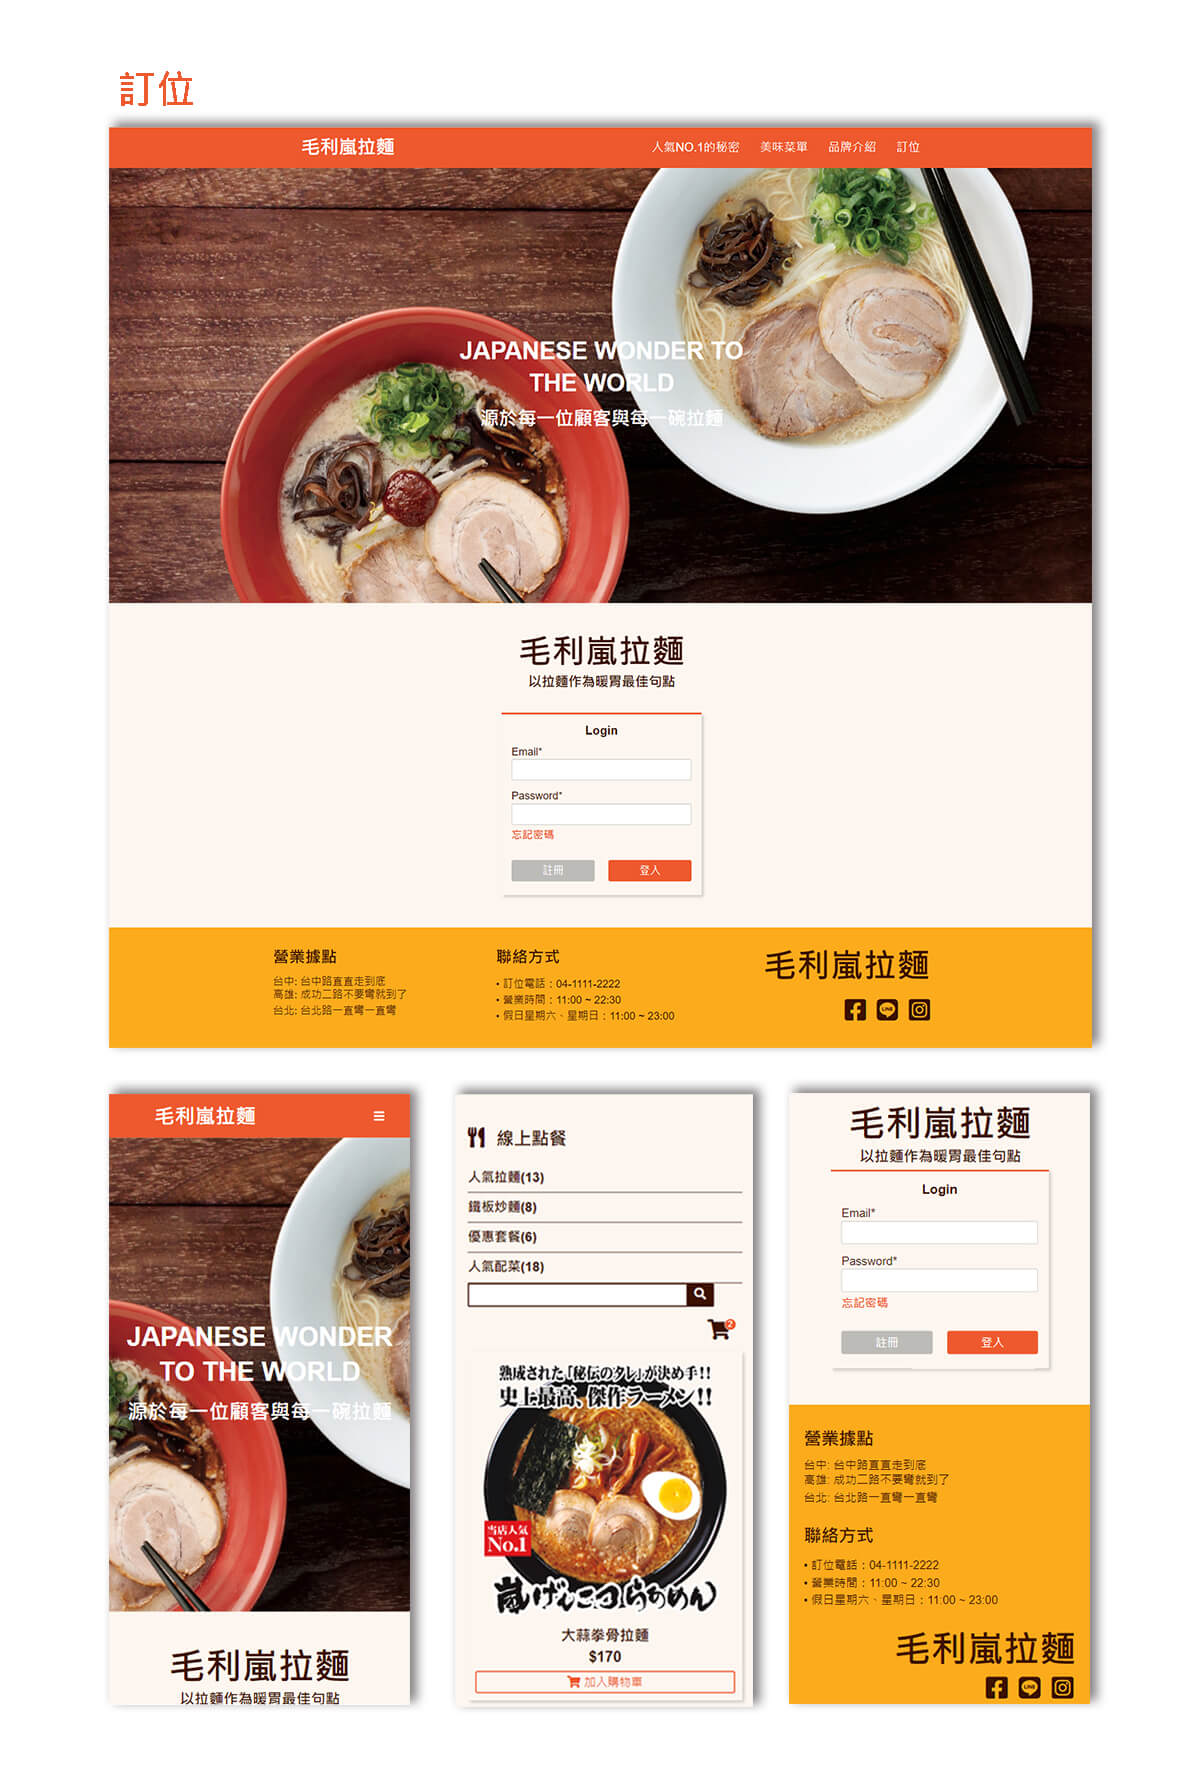 訂位
毛利嵐拉麵
人氣NO.1的秘密 美味菜單 品牌介紹 訂位
JAPANESE WONDER TO
THE WORLD
源於每一位顧客與每一碗拉麵
毛利嵐拉麵
以拉麵作為暖胃最佳句點
Login
Email*
Password*
忘記密碼
註冊 登入
營業據點
台中: 台中路直直走到底
高雄: 成功二路不要彎就到了
台北: 台北路一直彎一直彎
聯絡方式
• 訂位電話：04-1111-2222
• 營業時間：11:00 ~ 22:30
• 假日星期六、星期日：11:00 ~ 23:00
毛利嵐拉麵
LINE
毛利嵐拉麵
JAPANESE WONDER
TO THE WORLD
源於每一位顧客與每一碗拉麵
毛利嵐拉麵
以拉麵作為暖胃最佳句點
線上點餐
人氣拉麵(13)
鐵板炒麵(8)
優惠套餐(6)
人氣配菜(18)
2
熟成された「秘伝のタレ」が決め手!!
史上最高、傑作ラーメン!!
当店人気
No.1
嵐げんこつらあめん
大蒜拳骨拉麵
$170
加入購物車
毛利嵐拉麵
以拉麵作為暖胃最佳句點
Login
Email*
Password*
忘記密碼
註冊 登入
營業據點
台中: 台中路直直走到底
高雄: 成功二路不要彎就到了
台北: 台北路一直彎一直彎
聯絡方式
• 訂位電話：04-1111-2222
• 營業時間：11:00 ~ 22:30
• 假日星期六、星期日：11:00 ~ 23:00
毛利嵐拉麵
LINE